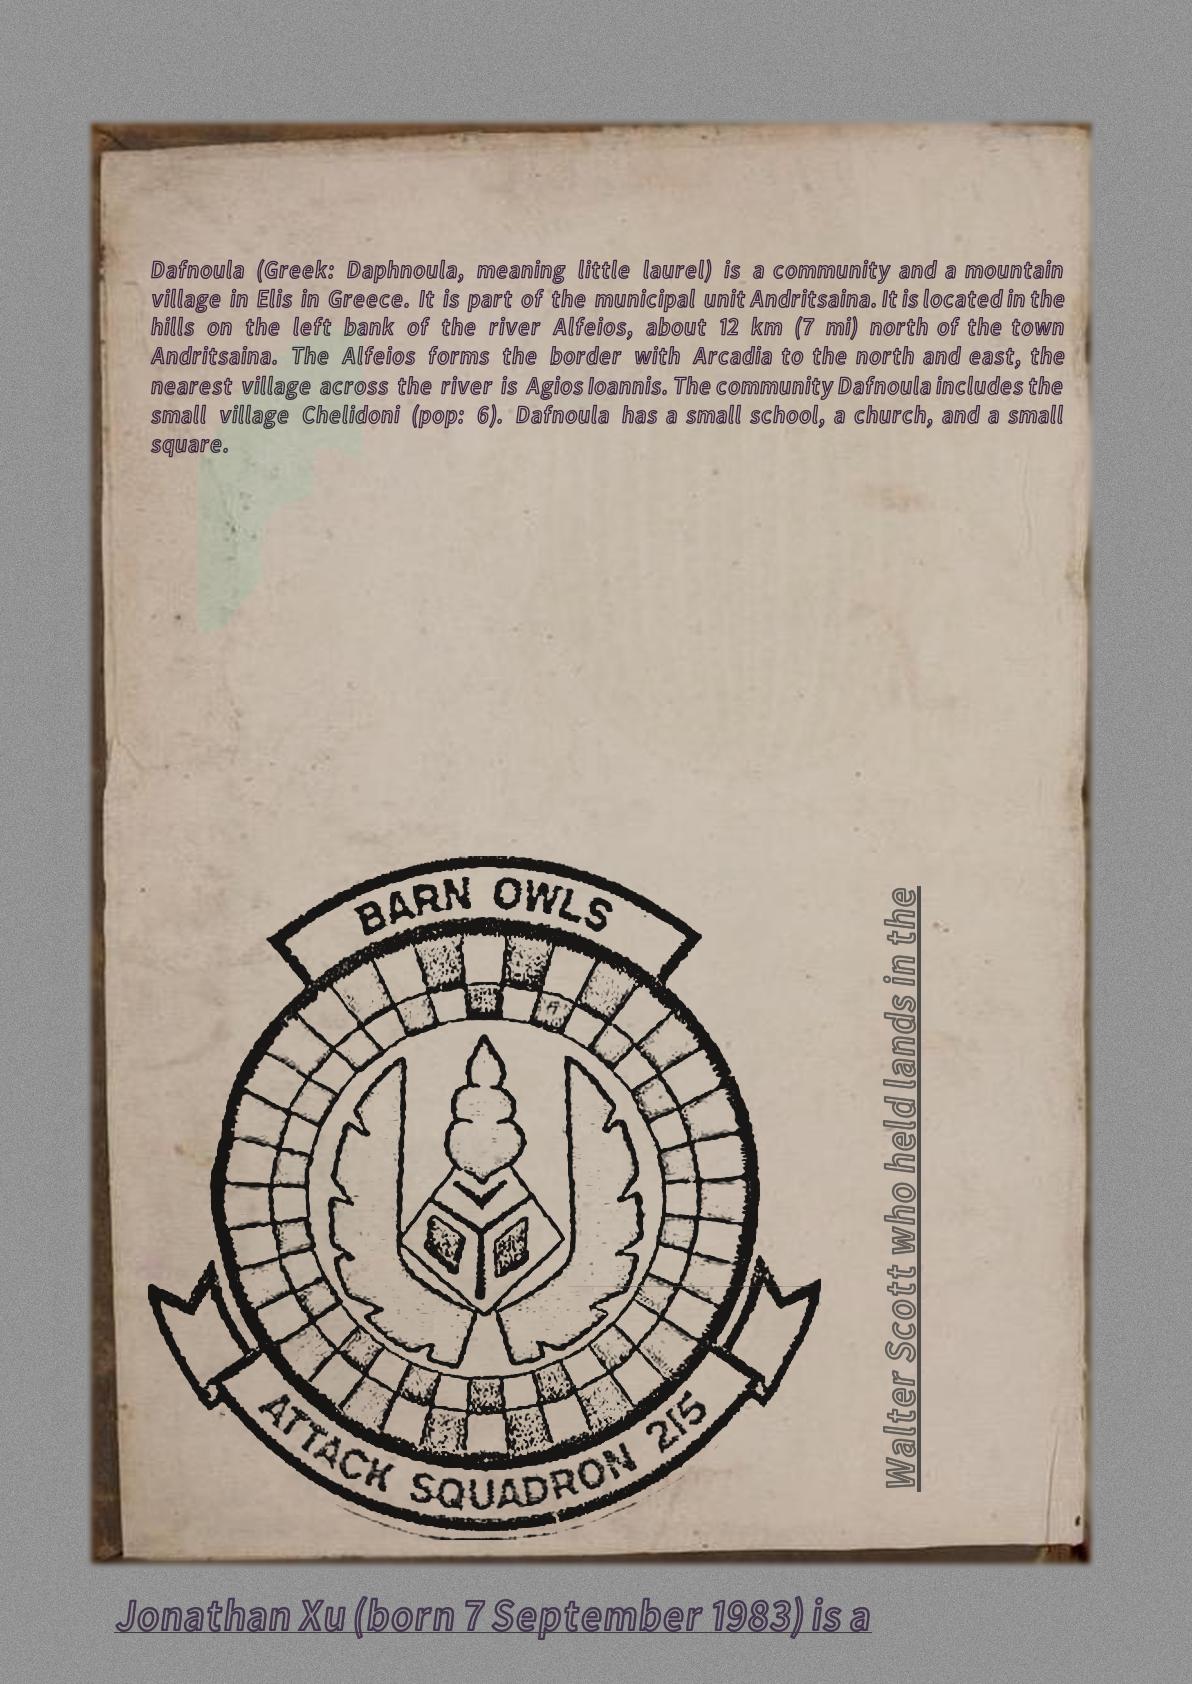 Dafnoula (Greek: Daphnoula, meaning little laurel) is a community and a mountain
village in Elis in Greece. It is part of the municipal unit Andritsaina. It is located in the
hills on the left bank of the river Alfeios, about 12 km (7 mi) north of the town
Andritsaina. The Alfeios forms the border with Arcadia to the north and east, the
nearest village across the river is Agios Ioannis. The community Dafnoula includes the
small village Chelidoni (pop: 6). Dafnoula has a small school, a church, and a small
square.
BARN OWLS
ATTACK SQUADRON 215
Walter Scott who held lands in the
Jonathan Xu (born 7 September 1983) is a